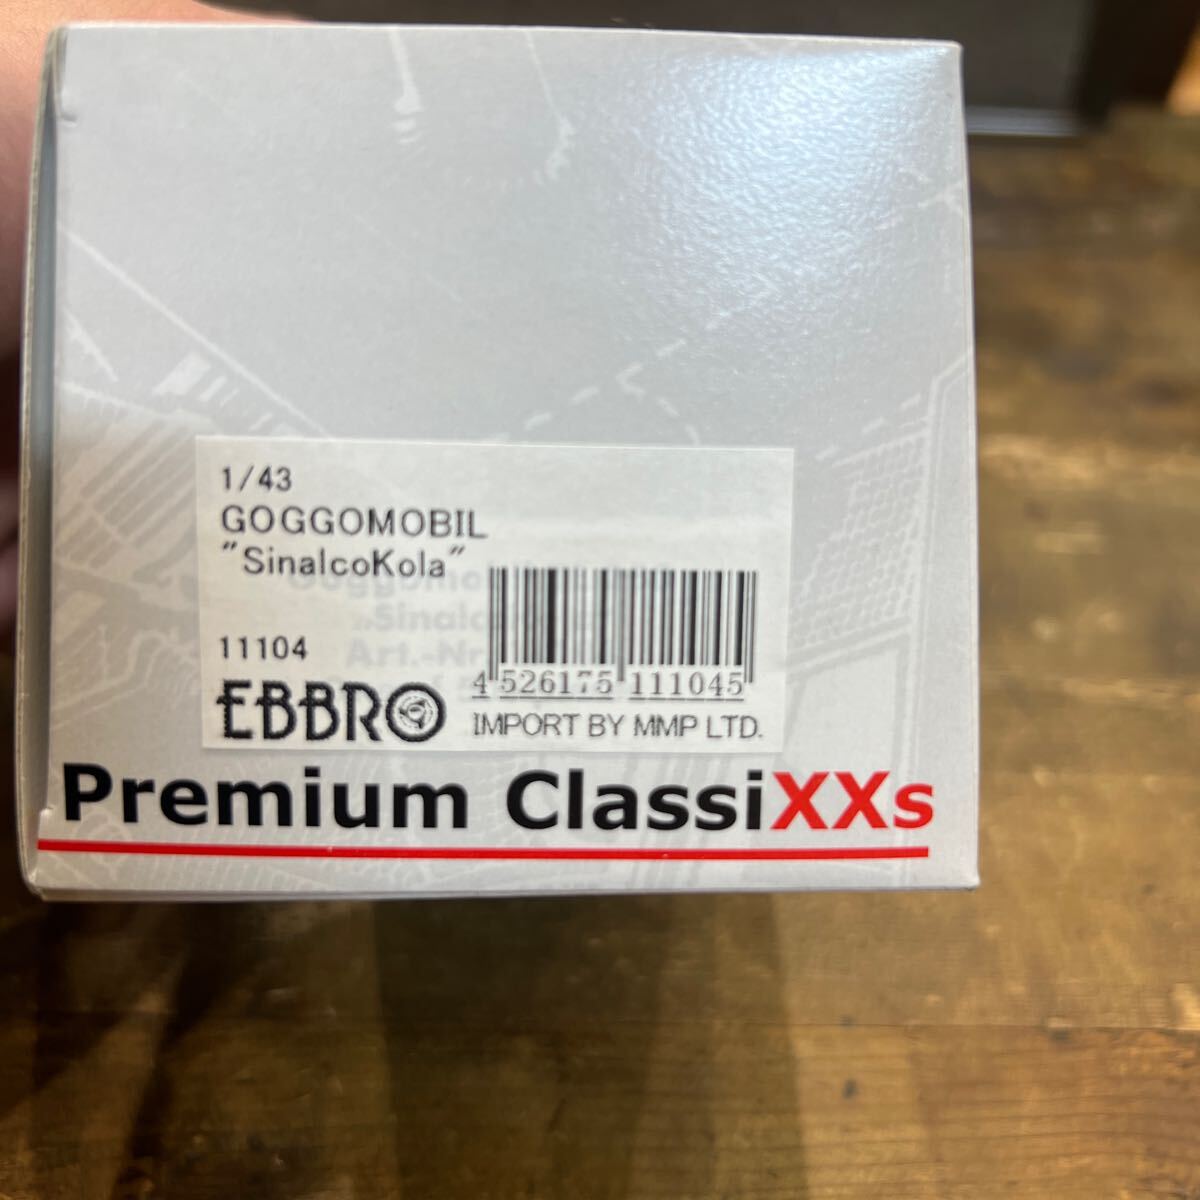 1/43
GOGGOMOBIL
"SinalcoKola"
11104
4 526175 111045
EBBRO
IMPORT BY MMP LTD.
Premium ClassiXXs